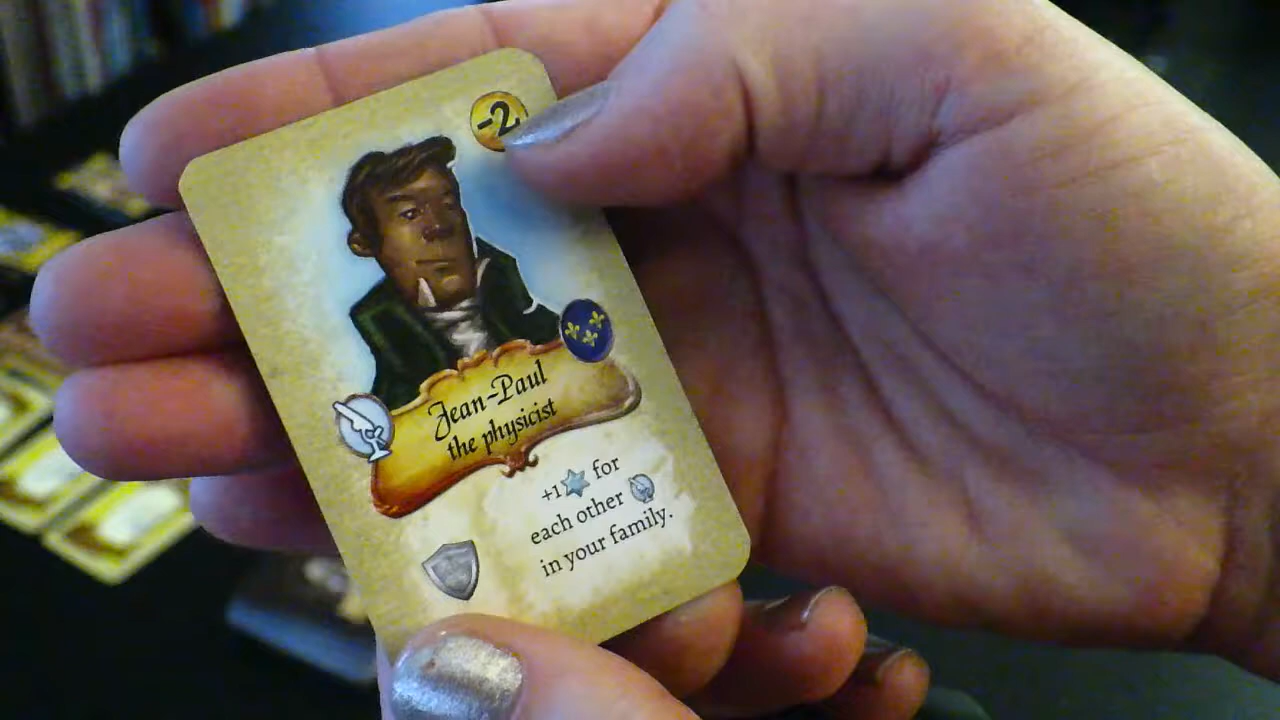 -2
Jean-Paul
the physicist
+1 for
each other
in your family.